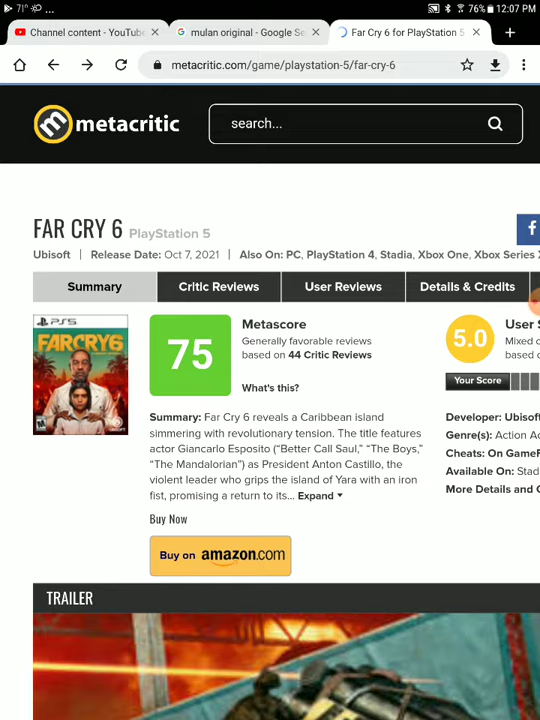 71° ... 76% 12:07 PM
Channel content - YouTube × mulan original - Google Se × Far Cry 6 for PlayStation 5 × +
metacritic.com/game/playstation-5/far-cry-6
metacritic search...
FAR CRY 6 PlayStation 5
f
Ubisoft | Release Date: Oct 7, 2021 | Also On: PC, PlayStation 4, Stadia, Xbox One, Xbox Series X
Summary Critic Reviews User Reviews Details & Credits
PS5
FARCRY6
75
Metascore
Generally favorable reviews
based on 44 Critic Reviews
What's this?
5.0
User S
Mixed o
based o
Your Score
Summary: Far Cry 6 reveals a Caribbean island
simmering with revolutionary tension. The title features
actor Giancarlo Esposito (“Better Call Saul,” “The Boys,”
“The Mandalorian”) as President Anton Castillo, the
violent leader who grips the island of Yara with an iron
fist, promising a return to its... Expand
Developer: Ubisoft
Genre(s): Action Ad
Cheats: On GameF
Available On: Stad
More Details and C
Buy Now
Buy on amazon.com
TRAILER